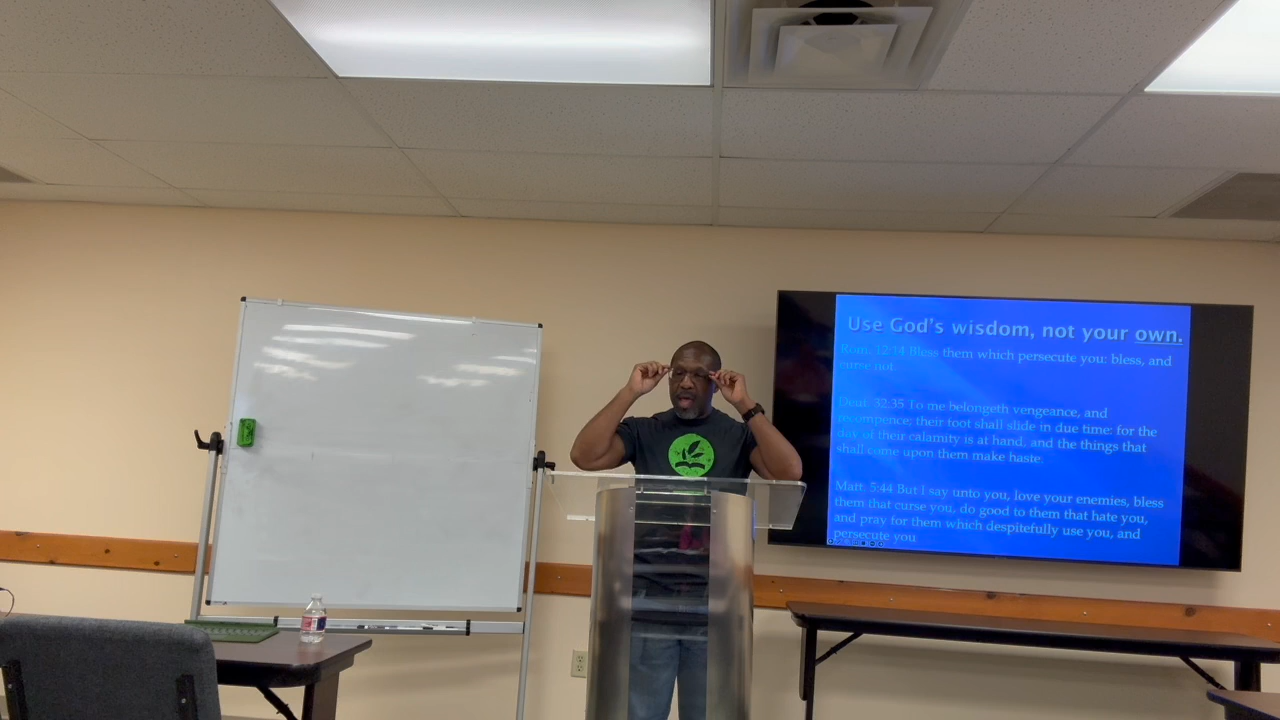 Use God's wisdom, not your own.
Rom. 12:14 Bless them which persecute you: bless, and
curse not.
Deut. 32:35 To me belongeth vengeance, and
recompence; their foot shall slide in due time: for the
day of their calamity is at hand, and the things that
shall come upon them make haste.
Matt. 5:44 But I say unto you, love your enemies, bless
them that curse you, do good to them that hate you,
and pray for them which despitefully use you, and
persecute you